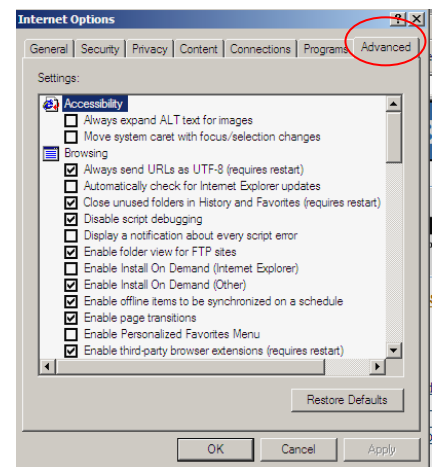 Internet Options
General Security Privacy Content Connections Programs Advanced
Settings:
Accessibility
Always expand ALT text for images
Move system caret with focus/selection changes
Browsing
Always send URLs as UTF-8 (requires restart)
Automatically check for Internet Explorer updates
Close unused folders in History and Favorites (requires restart)
Disable script debugging
Display a notification about every script error
Enable folder view for FTP sites
Enable Install On Demand (Internet Explorer)
Enable Install On Demand (Other)
Enable offline items to be synchronized on a schedule
Enable page transitions
Enable Personalized Favorites Menu
Enable third-party browser extensions (requires restart)
Restore Defaults
OK Cancel Apply